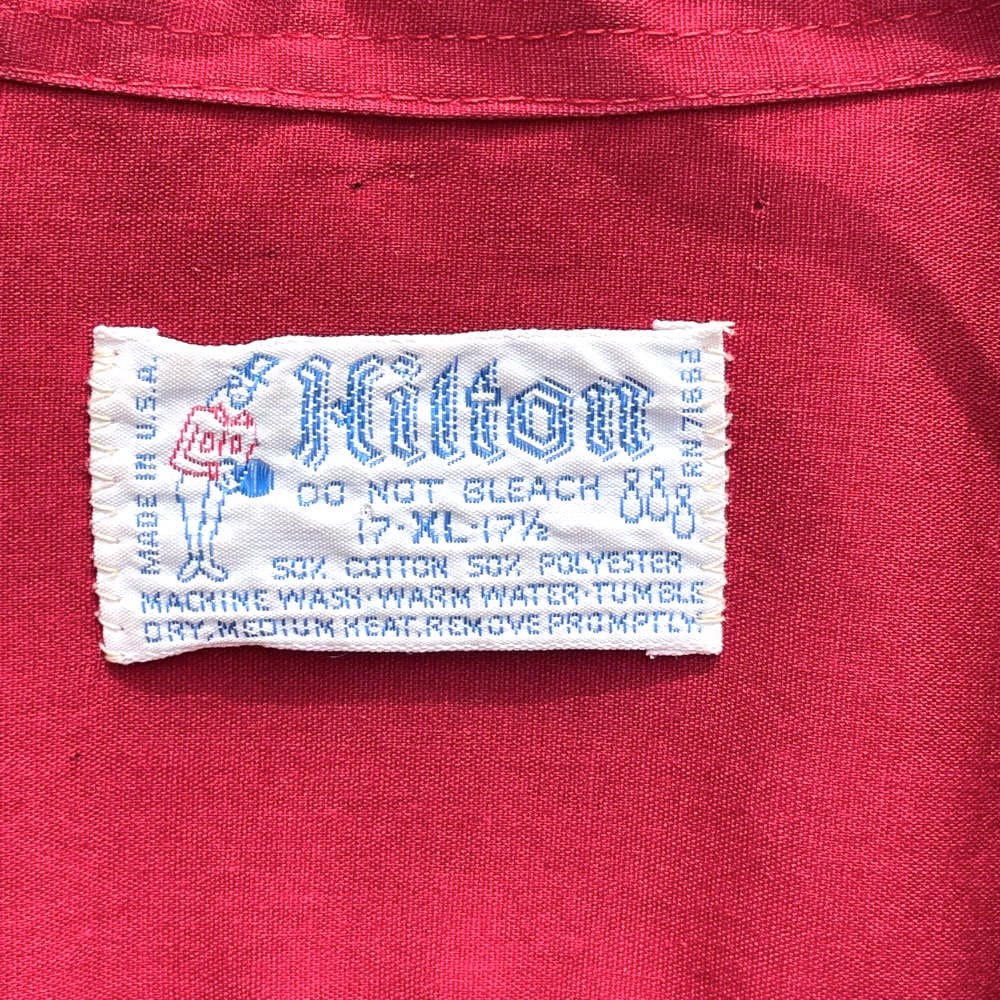 MADE IN U.S.A.
Hilton
RN 71682
DO NOT BLEACH
17-XL-17½
50% COTTON 50% POLYESTER
MACHINE WASH-WARM WATER-TUMBLE
DRY, MEDIUM HEAT, REMOVE PROMPTLY.